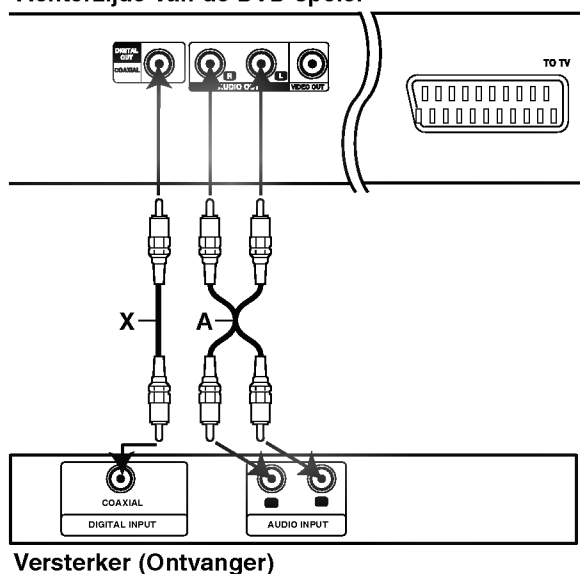 Achterzijde van de DVD-speler
DIGITAL
OUT
COAXIAL
R
L
AUDIO OUT
VIDEO OUT
TO TV
X
A
COAXIAL
DIGITAL INPUT
AUDIO INPUT
Versterker (Ontvanger)